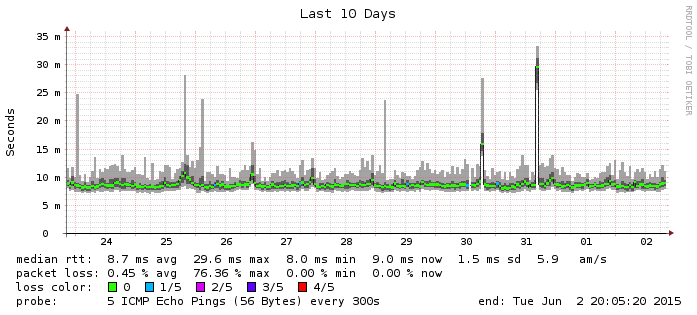 Last 10 Days
RRDTOOL / TOBI OETIKER
Seconds
35 m
30 m
25 m
20 m
15 m
10 m
5 m
0
24 25 26 27 28 29 30 31 01 02
median rtt: 8.7 ms avg 29.6 ms max 8.0 ms min 9.0 ms now 1.5 ms sd 5.9 am/s
packet loss: 0.45 % avg 76.36 % max 0.00 % min 0.00 % now
loss color: 0 1/5 2/5 3/5 4/5
probe: 5 ICMP Echo Pings (56 Bytes) every 300s end: Tue Jun 2 20:05:20 2015